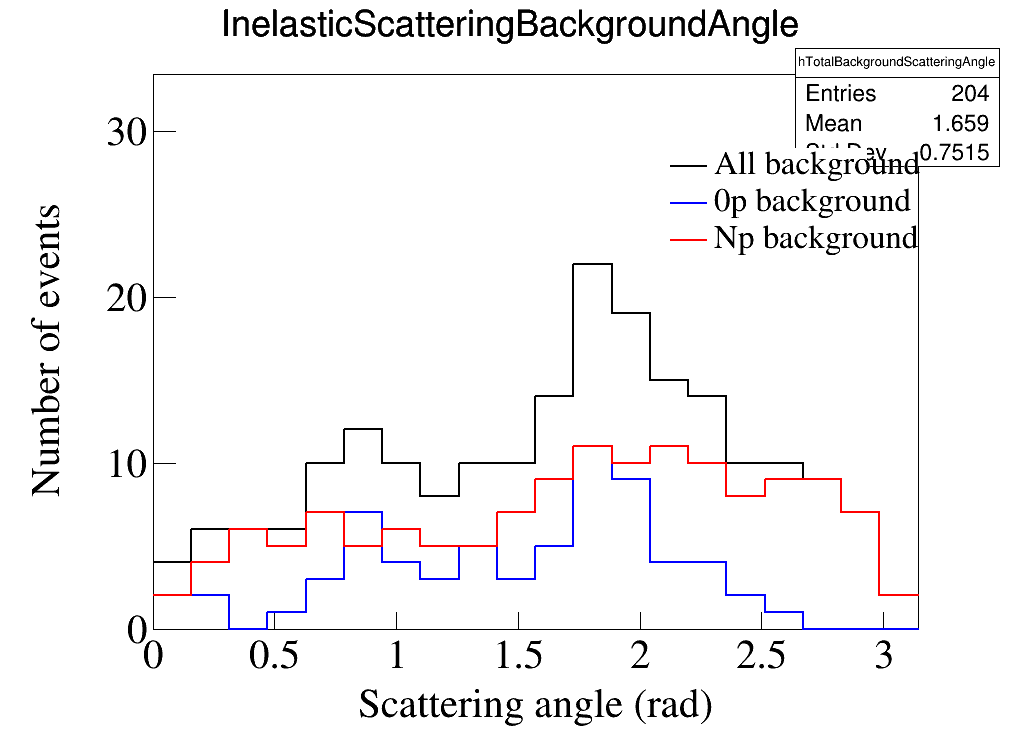 InelasticScatteringBackgroundAngle
hTotalBackgroundScatteringAngle
Entries 204
Mean 1.659
0.7515
All background
0p background
Np background
Number of events
30
20
10
0
0 0.5 1 1.5 2 2.5 3
Scattering angle (rad)